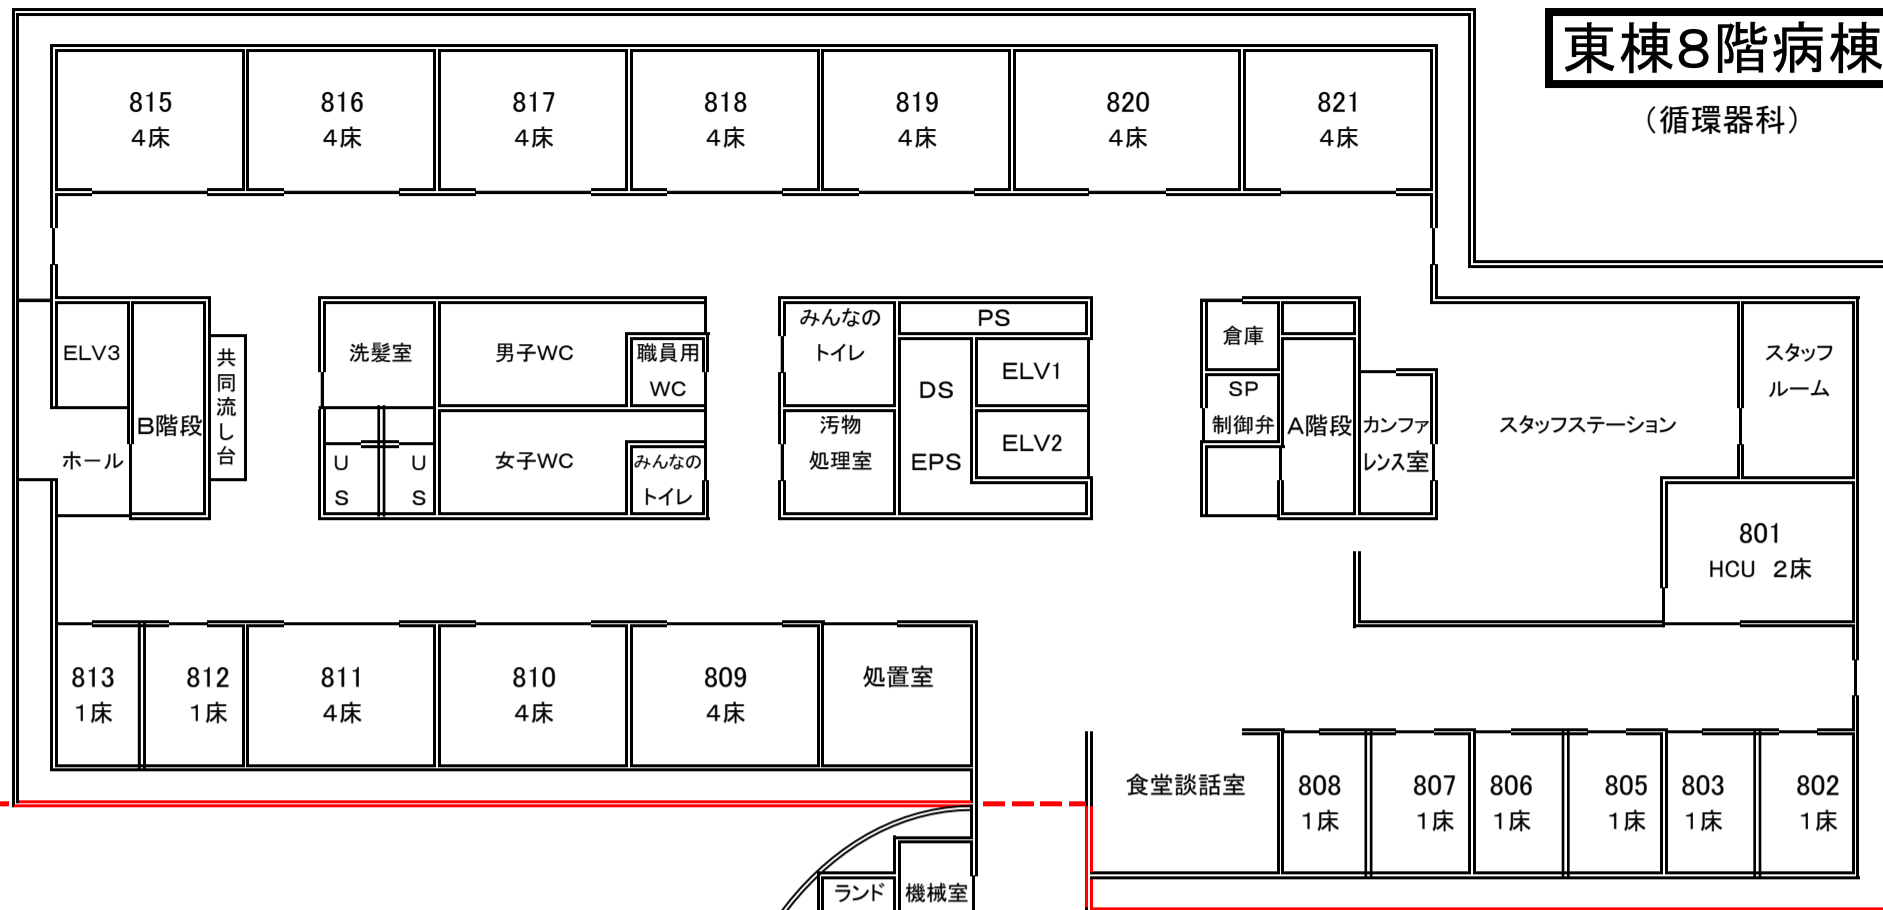 東棟8階病棟
（循環器科）
815
4床
816
4床
817
4床
818
4床
819
4床
820
4床
821
4床
ELV3
B階段
共同流し台
ホール
洗髪室
US
US
男子WC
職員用
WC
女子WC
みんなの
トイレ
みんなの
トイレ
汚物
処理室
PS
DS
EPS
ELV1
ELV2
倉庫
SP
制御弁
A階段
カンファ
レンス室
スタッフステーション
スタッフ
ルーム
801
HCU 2床
813
1床
812
1床
811
4床
810
4床
809
4床
処置室
食堂談話室
808
1床
807
1床
806
1床
805
1床
803
1床
802
1床
ランド
機械室